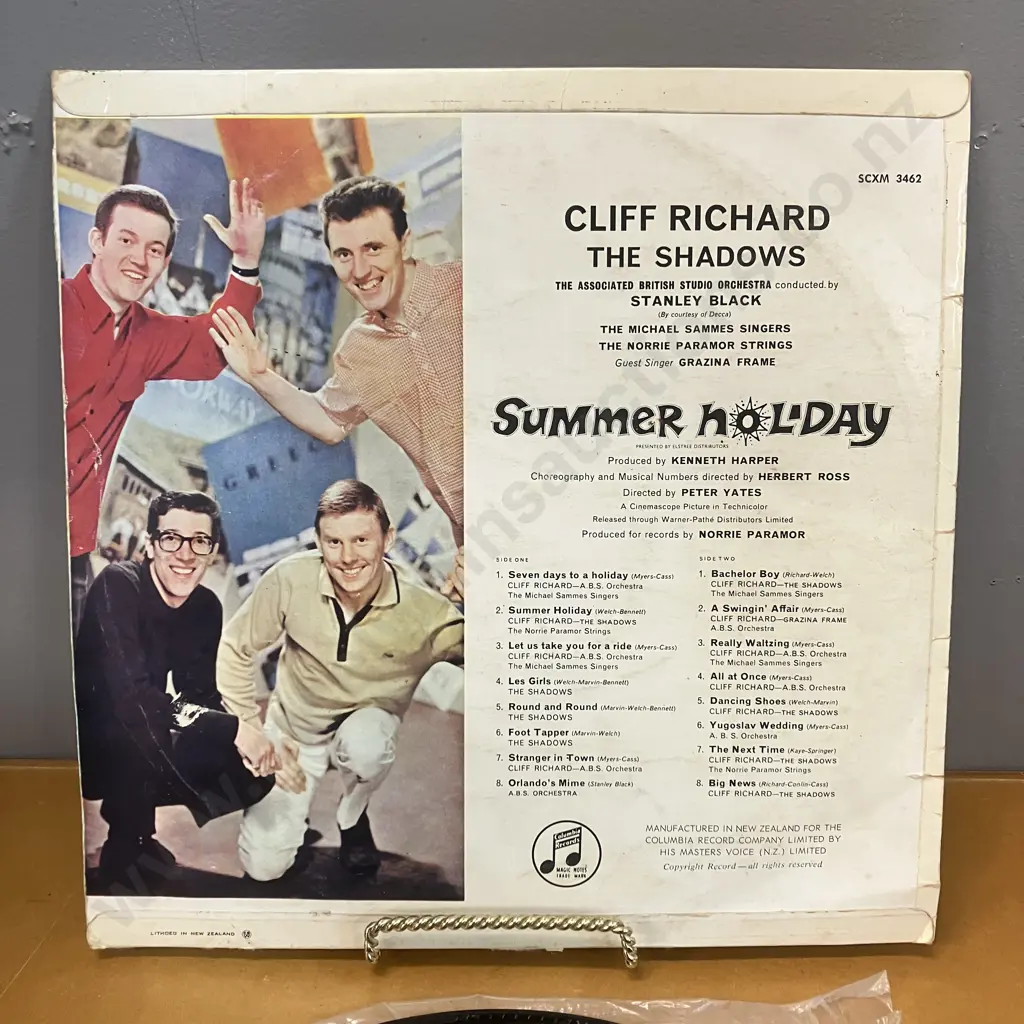 SCXM 3462
CLIFF RICHARD
THE SHADOWS
THE ASSOCIATED BRITISH STUDIO ORCHESTRA conducted by
STANLEY BLACK
(By courtesy of Decca)
THE MICHAEL SAMMES SINGERS
THE NORRIE PARAMOR STRINGS
Guest Singer GRAZINA FRAME
SUMMER HOLIDAY
PRESENTED BY ELSTREE DISTRIBUTORS
Produced by KENNETH HARPER
Choreography and Musical Numbers directed by HERBERT ROSS
Directed by PETER YATES
A Cinemascope Picture in Technicolor
Released through Warner-Pathé Distributors Limited
Produced for records by NORRIE PARAMOR
SIDE ONE
1. Seven days to a holiday (Myers-Cass)
CLIFF RICHARD—A.B.S. Orchestra
The Michael Sammes Singers
2. Summer Holiday (Welch-Bennett)
CLIFF RICHARD—THE SHADOWS
The Norrie Paramor Strings
3. Let us take you for a ride (Myers-Cass)
CLIFF RICHARD—A.B.S. Orchestra
The Michael Sammes Singers
4. Les Girls (Welch-Marvin-Bennett)
THE SHADOWS
5. Round and Round (Marvin-Welch-Bennett)
THE SHADOWS
6. Foot Tapper (Marvin-Welch)
THE SHADOWS
7. Stranger in Town (Myers-Cass)
CLIFF RICHARD—A.B.S. Orchestra
8. Orlando's Mime (Stanley Black)
A.B.S. ORCHESTRA
SIDE TWO
1. Bachelor Boy (Richard-Welch)
CLIFF RICHARD—THE SHADOWS
The Michael Sammes Singers
2. A Swingin' Affair (Myers-Cass)
CLIFF RICHARD—GRAZINA FRAME
A.B.S. Orchestra
3. Really Waltzing (Myers-Cass)
CLIFF RICHARD—A.B.S. Orchestra
The Michael Sammes Singers
4. All at Once (Myers-Cass)
CLIFF RICHARD—A.B.S. Orchestra
5. Dancing Shoes (Welch-Marvin)
CLIFF RICHARD—THE SHADOWS
6. Yugoslav Wedding (Myers-Cass)
A. B. S. Orchestra
7. The Next Time (Kaye-Springer)
CLIFF RICHARD—THE SHADOWS
The Norrie Paramor Strings
8. Big News (Richard-Conlin-Cass)
CLIFF RICHARD—THE SHADOWS
Columbia
Records
MAGIC NOTES
TRADE MARK
MANUFACTURED IN NEW ZEALAND FOR THE
COLUMBIA RECORD COMPANY LIMITED BY
HIS MASTERS VOICE (N.Z.) LIMITED
Copyright Record—all rights reserved
LITHOED IN NEW ZEALAND